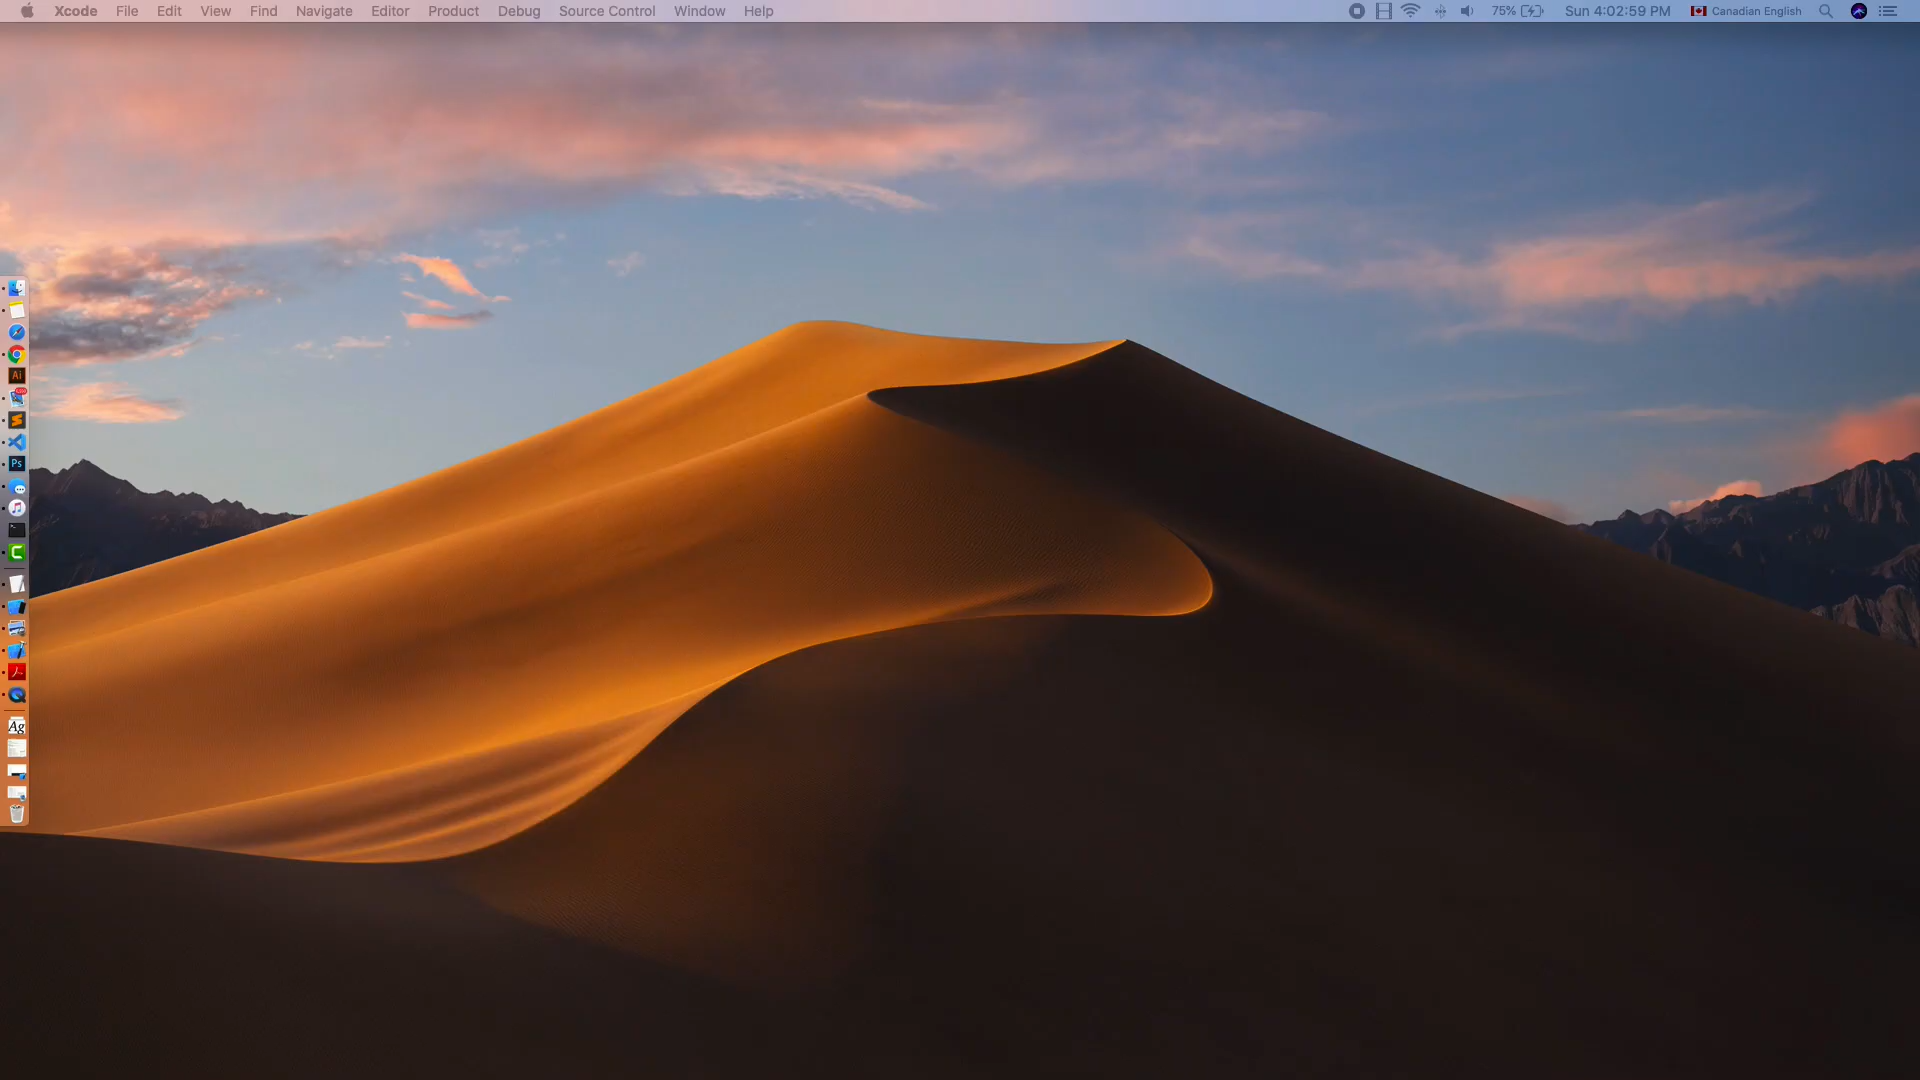 Xcode File Edit View Find Navigate Editor Product Debug Source Control Window Help 75% Sun 4:02:59 PM Canadian English
Ai
Ps
Ag